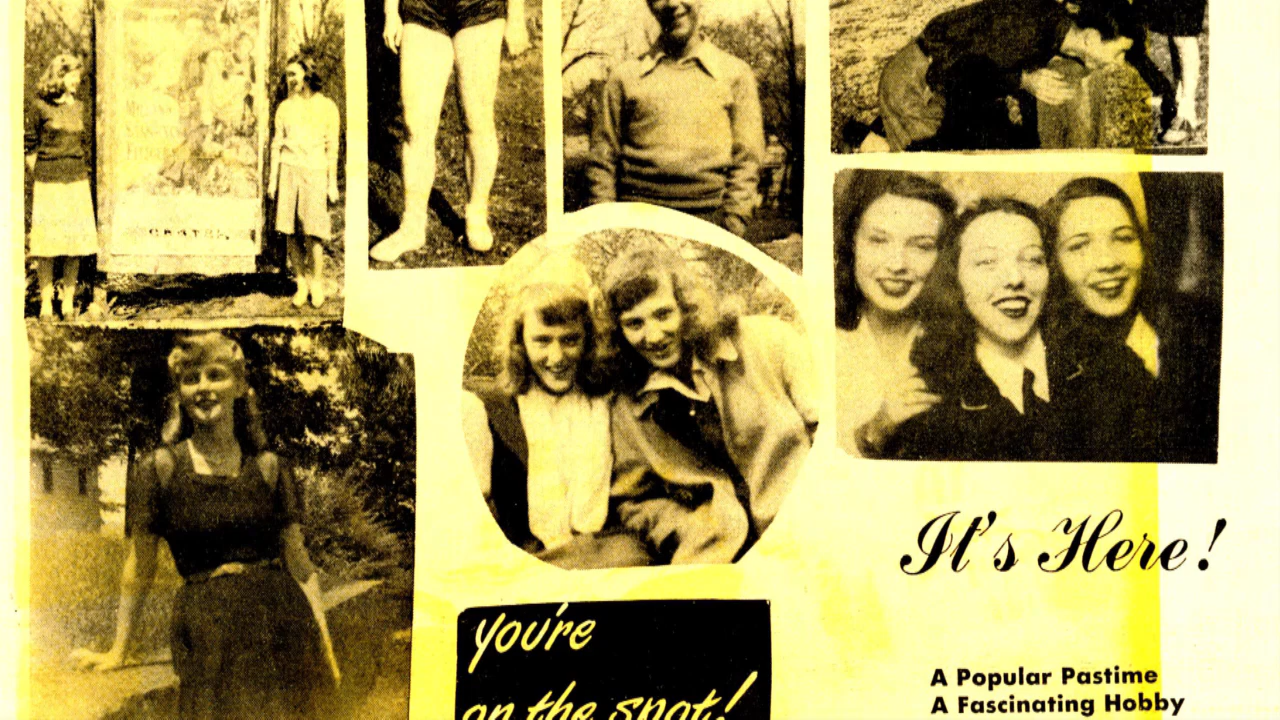 you're
on the spot!
It's Here!
A Popular Pastime
A Fascinating Hobby